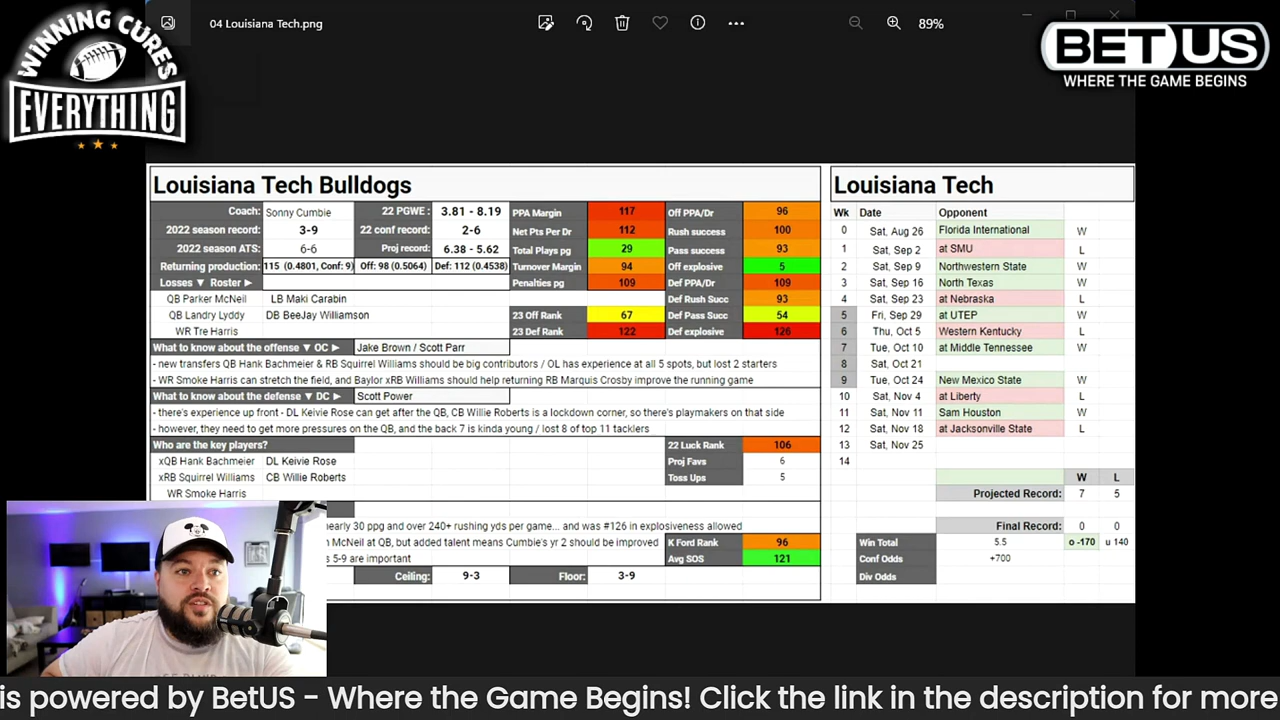 WINNING CURES
EVERYTHING
04 Louisiana Tech.png
89%
BETUS
WHERE THE GAME BEGINS
Louisiana Tech Bulldogs
Coach: Sonny Cumbie 22 PGWE : 3.81 - 8.19 PPA Margin 117 Off PPA/Dr 96
2022 season record: 3-9 22 conf record: 2-6 Net Pts Per Dr 112 Rush success 100
2022 season ATS: 6-6 Proj record: 6.38 - 5.62 Total Plays pg 29 Pass success 93
Returning production: 115 (0.4801, Conf: 9) Off: 98 (0.5064) Def: 112 (0.4538) Turnover Margin 94 Off explosive 5
Losses ▼ Roster ► Penalties pg 109 Def PPA/Dr 109
QB Parker McNeil LB Maki Carabin Def Rush Succ 93
QB Landry Lyddy DB BeeJay Williamson 23 Off Rank 67 Def Pass Succ 54
WR Tre Harris 23 Def Rank 122 Def explosive 126
What to know about the offense ▼ OC ► Jake Brown / Scott Parr
- new transfers QB Hank Bachmeier & RB Squirrel Williams should be big contributors / OL has experience at all 5 spots, but lost 2 starters
- WR Smoke Harris can stretch the field, and Baylor xRB Williams should help returning RB Marquis Crosby improve the running game
What to know about the defense ▼ DC ► Scott Power
- there's experience up front - DL Keivie Rose can get after the QB, CB Willie Roberts is a lockdown corner, so there's playmakers on that side
- however, they need to get more pressures on the QB, and the back 7 is kinda young / lost 8 of top 11 tacklers
Who are the key players? 22 Luck Rank 106
xQB Hank Bachmeier DL Keivie Rose Proj Favs 6
xRB Squirrel Williams CB Willie Roberts Toss Ups 5
WR Smoke Harris
nearly 30 ppg and over 240+ rushing yds per game... and was #126 in explosiveness allowed
McNeil at QB, but added talent means Cumbie's yr 2 should be improved K Ford Rank 96
5-9 are important Avg SOS 121
Ceiling: 9-3 Floor: 3-9
Louisiana Tech
Wk Date Opponent
0 Sat, Aug 26 Florida International W
1 Sat, Sep 2 at SMU L
2 Sat, Sep 9 Northwestern State W
3 Sat, Sep 16 North Texas W
4 Sat, Sep 23 at Nebraska L
5 Fri, Sep 29 at UTEP W
6 Thu, Oct 5 Western Kentucky L
7 Tue, Oct 10 at Middle Tennessee W
8 Sat, Oct 21
9 Tue, Oct 24 New Mexico State W
10 Sat, Nov 4 at Liberty L
11 Sat, Nov 11 Sam Houston W
12 Sat, Nov 18 at Jacksonville State L
13 Sat, Nov 25
14
W L
Projected Record: 7 5
Final Record: 0 0
Win Total 5.5 o -170 u 140
Conf Odds +700
Div Odds
is powered by BetUS - Where the Game Begins! Click the link in the description for more